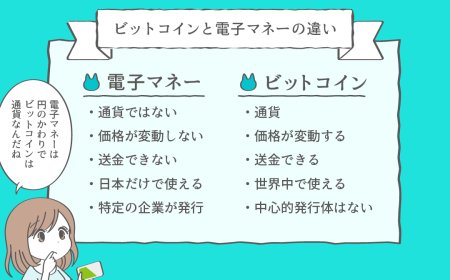 ビットコインと電子マネーの違い
電子マネー
・通貨ではない
・価格が変動しない
・送金できない
・日本だけで使える
・特定の企業が発行
ビットコイン
・通貨
・価格が変動する
・送金できる
・世界中で使える
・中心的発行体はない
電子マネーは
円のかわりで
ビットコインは
通貨なんだね